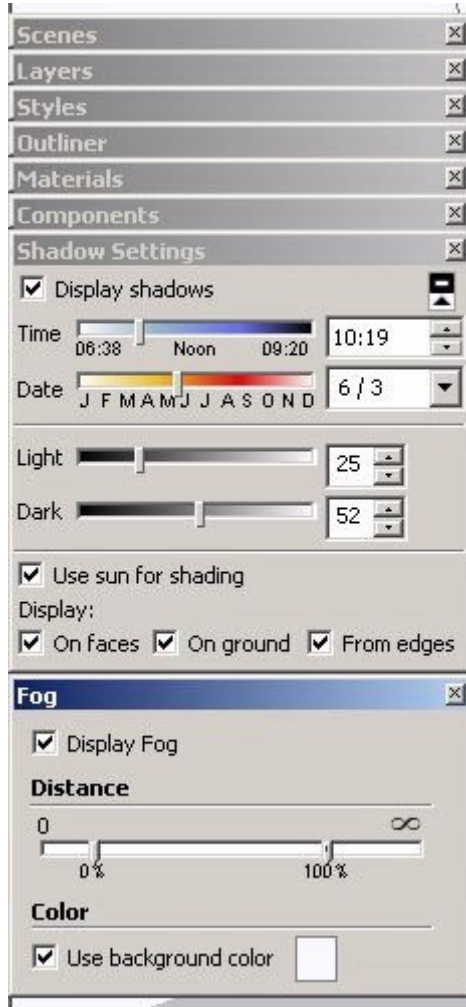 Scenes
Layers
Styles
Outliner
Materials
Components
Shadow Settings
Display shadows
Time 06:38 Noon 09:20 10:19
Date J F M A M J J A S O N D 6 / 3
Light 25
Dark 52
Use sun for shading
Display:
On faces On ground From edges
Fog
Display Fog
Distance
0 ∞
0% 100%
Color
Use background color